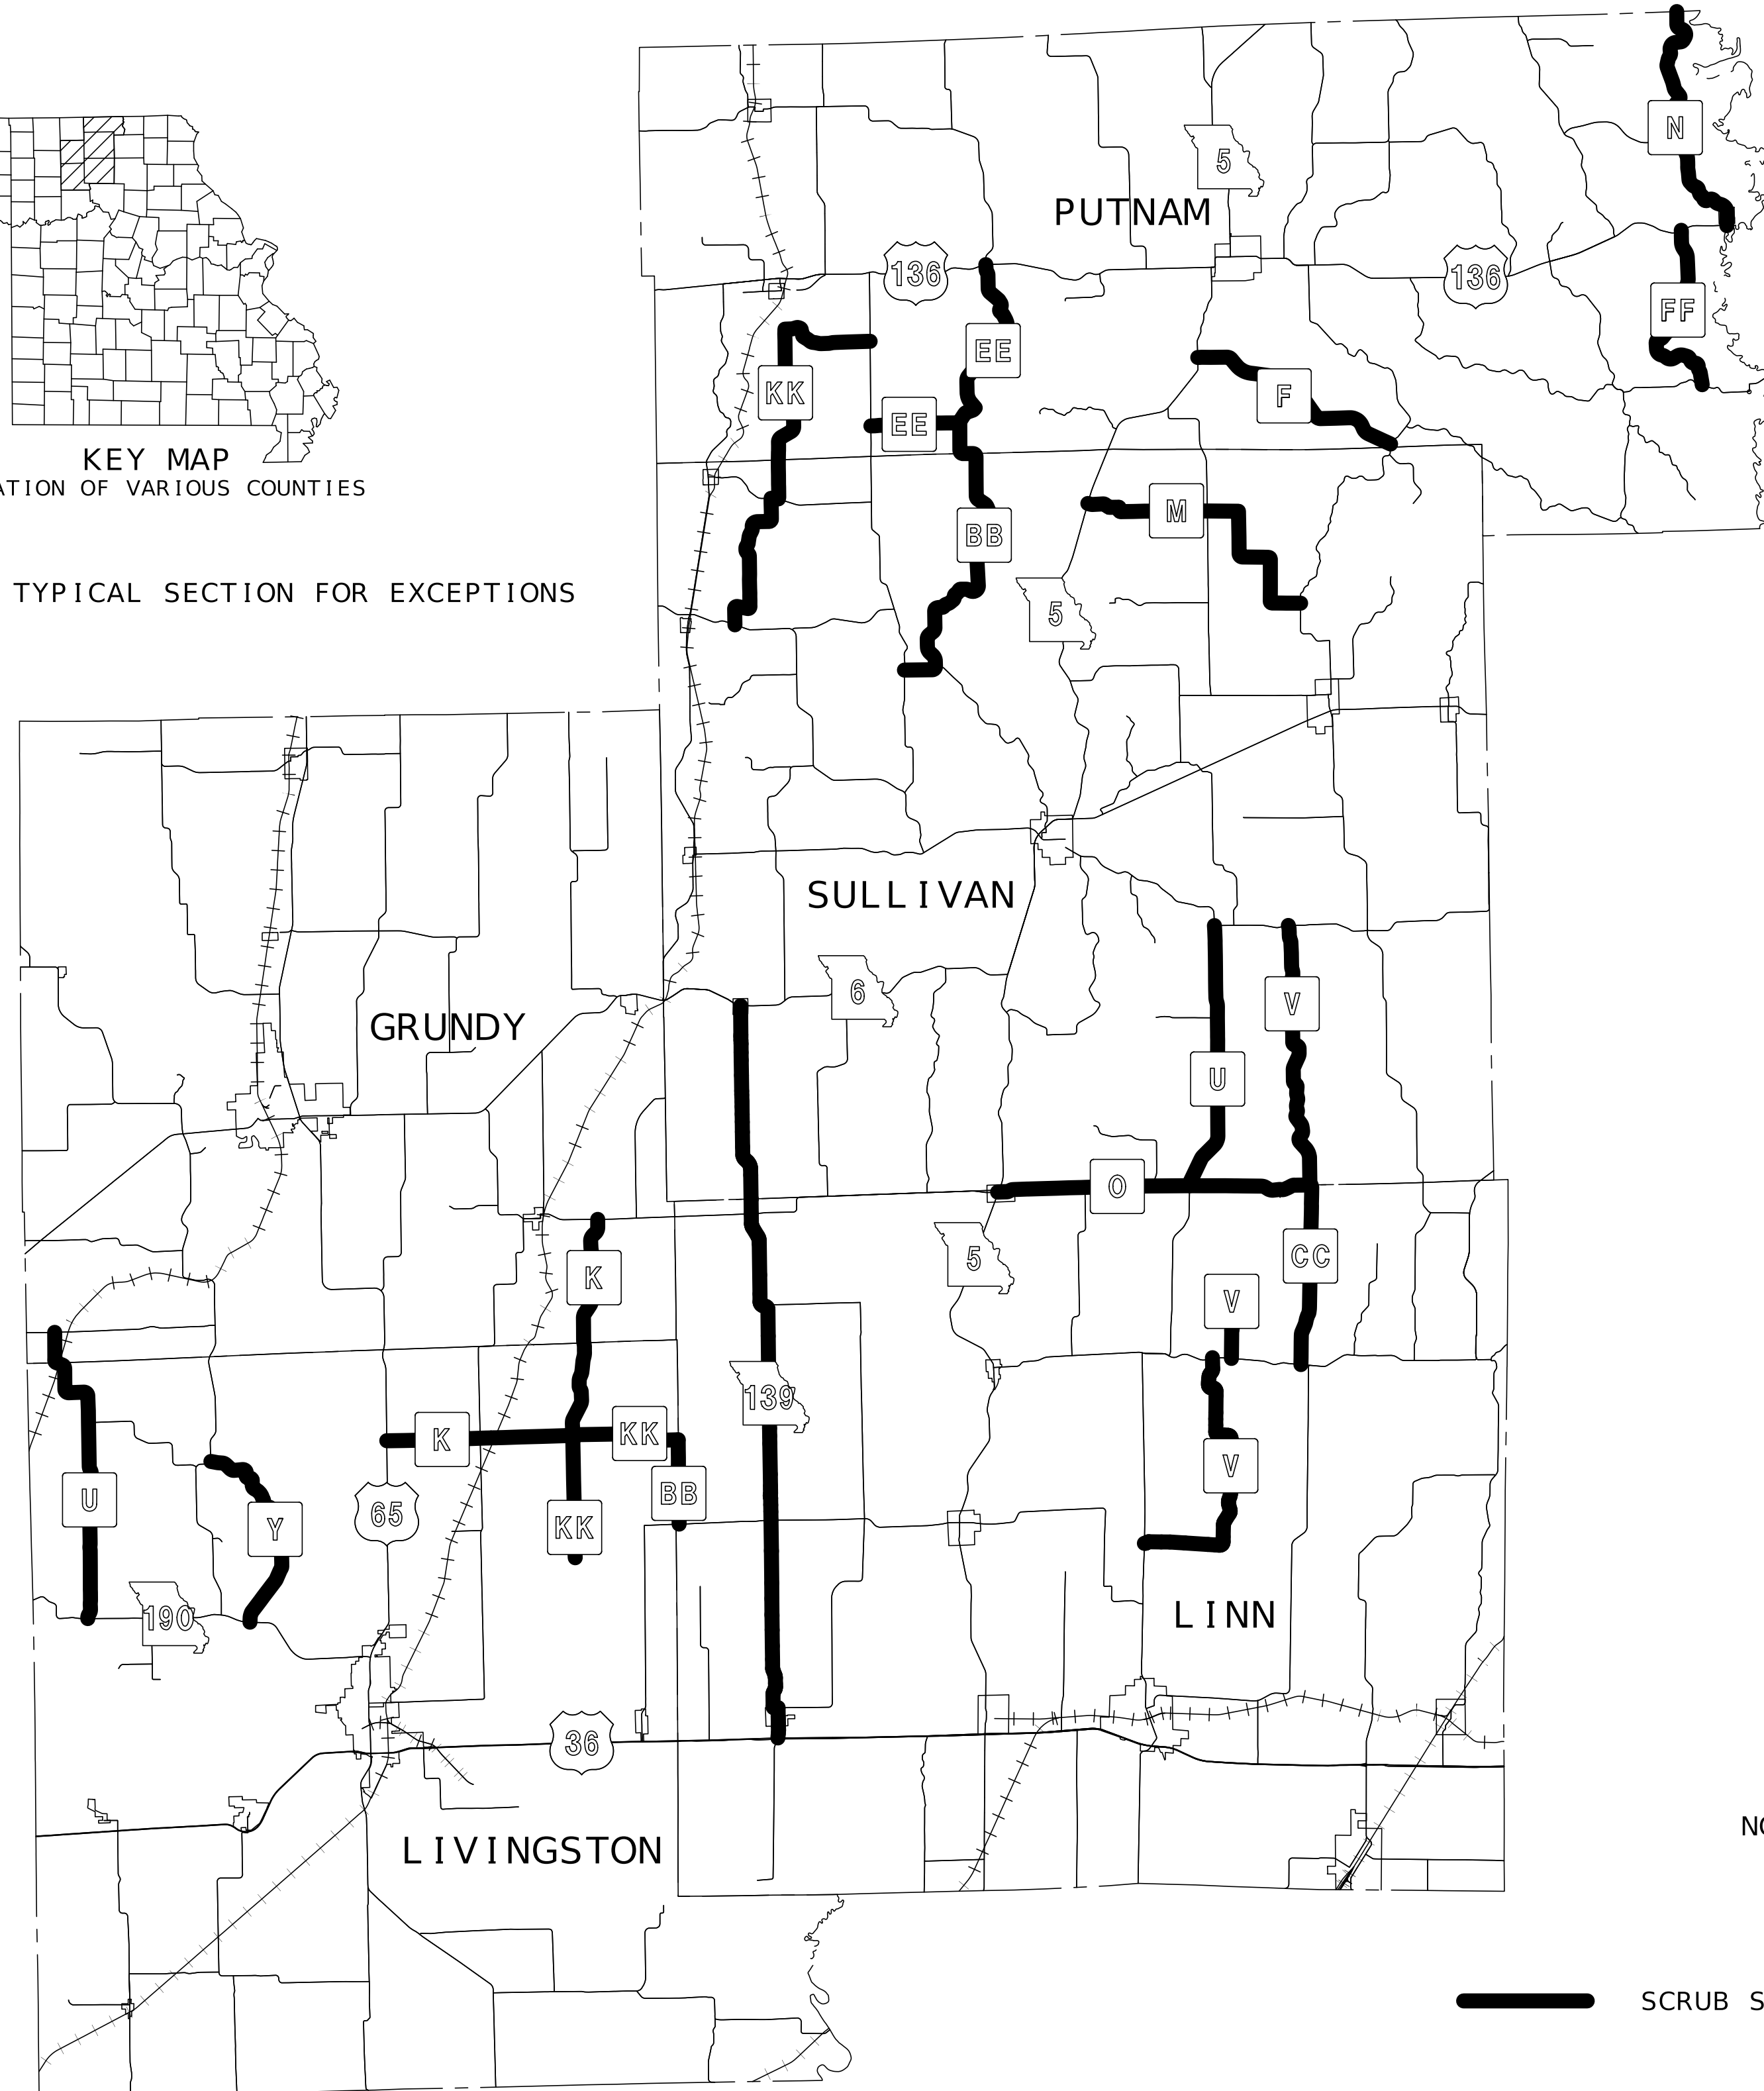 N
5
PUTNAM
136
136
FF
EE
KK
F
EE
KEY MAP
ATION OF VARIOUS COUNTIES
M
BB
TYPICAL SECTION FOR EXCEPTIONS
5
SULLIVAN
6
V
GRUNDY
U
O
5
CC
K
V
139
K
KK
V
U
BB
65
Y
KK
190
LINN
36
NO
LIVINGSTON
SCRUB S